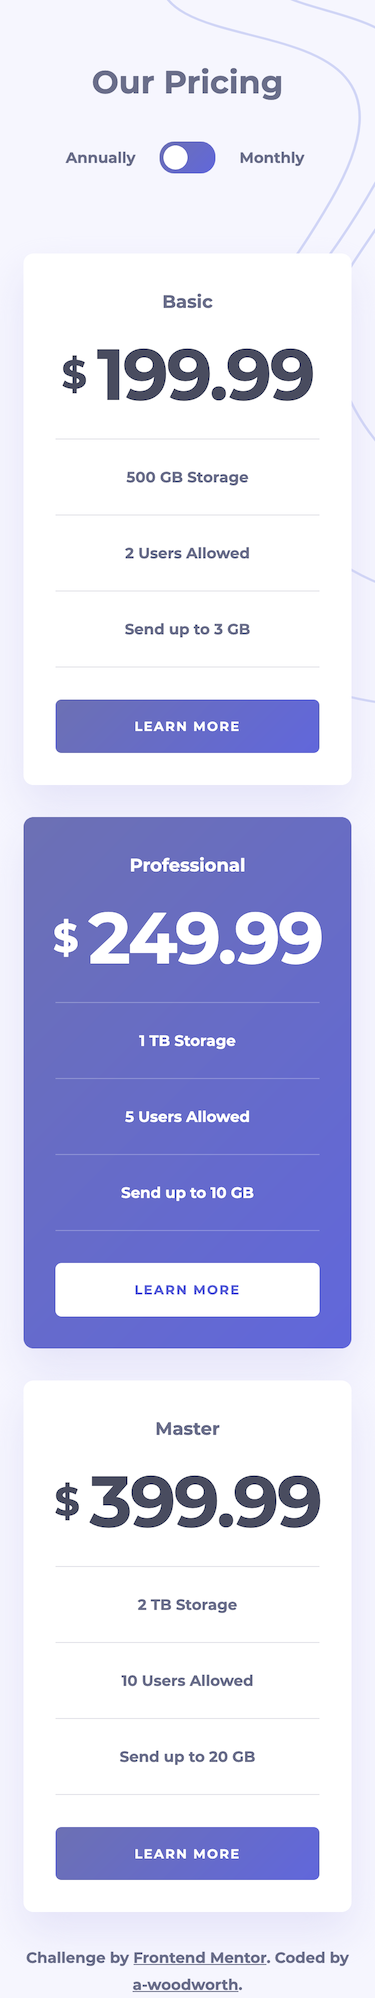 Our Pricing
Annually Monthly
Basic
$ 199.99
500 GB Storage
2 Users Allowed
Send up to 3 GB
LEARN MORE
Professional
$ 249.99
1 TB Storage
5 Users Allowed
Send up to 10 GB
LEARN MORE
Master
$ 399.99
2 TB Storage
10 Users Allowed
Send up to 20 GB
LEARN MORE
Challenge by Frontend Mentor. Coded by
a-woodworth.